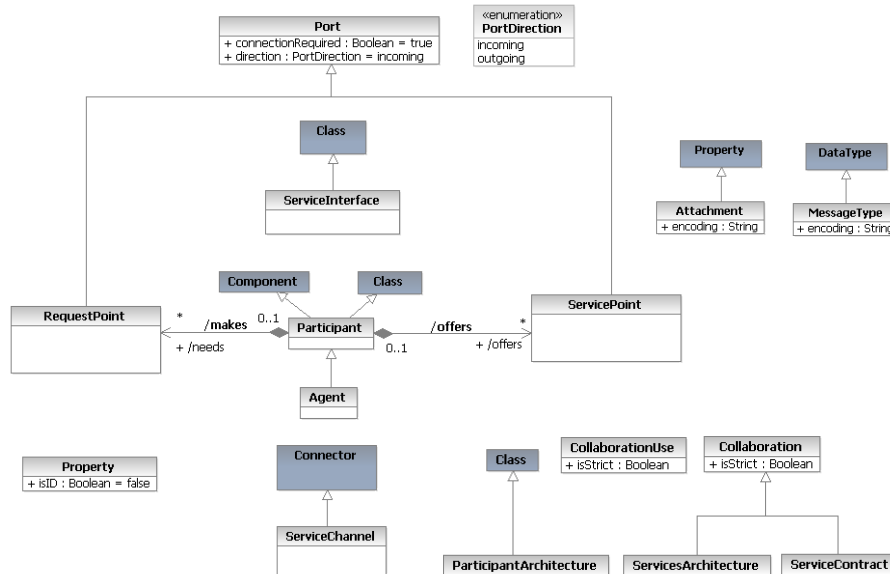 Port
+ connectionRequired : Boolean = true
+ direction : PortDirection = incoming
«enumeration»
PortDirection
incoming
outgoing
Class
ServiceInterface
Property
DataType
Attachment
+ encoding : String
MessageType
+ encoding : String
Component
Class
RequestPoint
*
/makes
0..1
+ /needs
Participant
/offers
0..1
*
+ /offers
ServicePoint
Agent
Property
+ isID : Boolean = false
Connector
ServiceChannel
Class
ParticipantArchitecture
CollaborationUse
+ isStrict : Boolean
Collaboration
+ isStrict : Boolean
ServicesArchitecture
ServiceContract